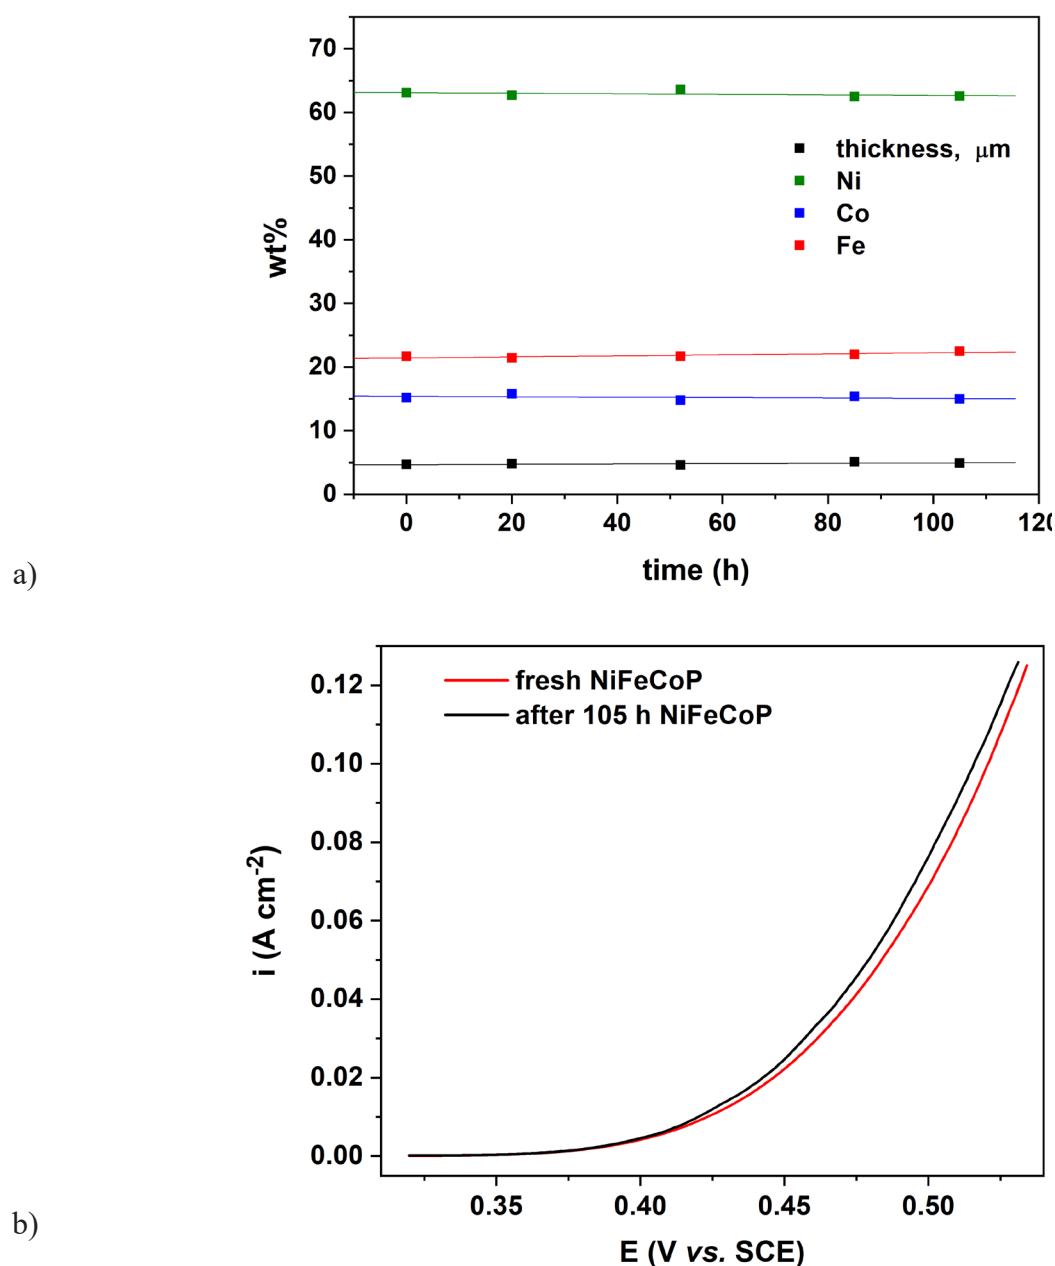 70
60
50
40
30
20
10
0
wt%
thickness, μm
Ni
Co
Fe
0 20 40 60 80 100 120
time (h)
a)
0.12
0.10
0.08
0.06
0.04
0.02
0.00
i (A cm⁻²)
fresh NiFeCoP
after 105 h NiFeCoP
0.35 0.40 0.45 0.50
E (V vs. SCE)
b)